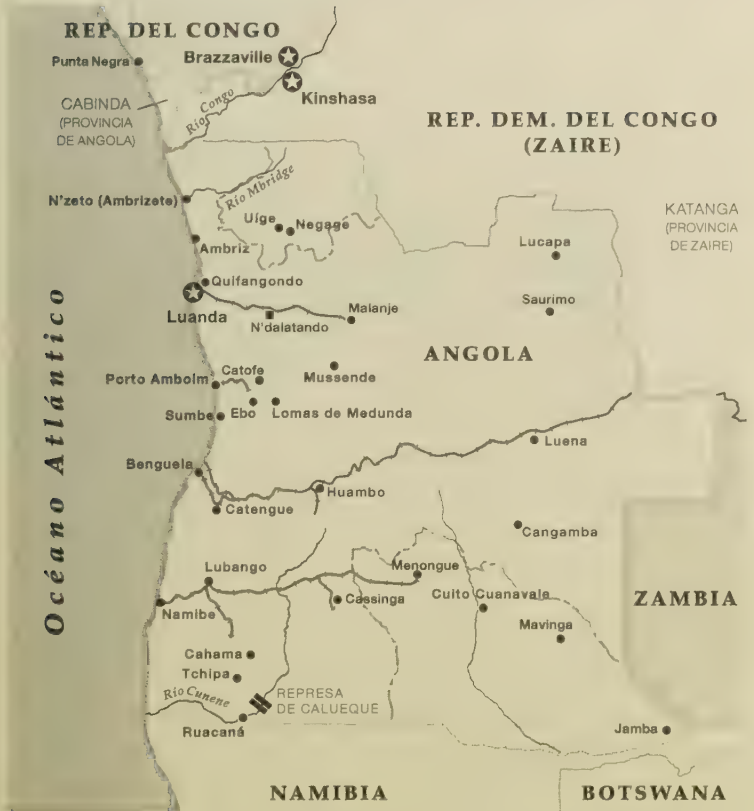 REP. DEL CONGO
Punta Negra
Brazzaville
Kinshasa
CABINDA
(PROVINCIA
DE ANGOLA)
Río Congo
REP. DEM. DEL CONGO
(ZAIRE)
N'zeto (Ambrizete)
Río Mbridge
Uíge
Negage
KATANGA
(PROVINCIA
DE ZAIRE)
Ambriz
Lucapa
Quifangondo
Luanda
N'dalatando
Malanje
Saurimo
ANGOLA
Océano Atlántico
Porto Amboim
Catofe
Mussende
Sumbe
Ebo
Lomas de Medunda
Luena
Benguela
Huambo
Catengue
Cangamba
Lubango
Menongue
Namibe
Cassinga
Cuito Cuanavale
ZAMBIA
Mavinga
Cahama
Tchipa
Río Cunene
REPRESA
DE CALUEQUE
Ruacaná
Jamba
NAMIBIA
BOTSWANA